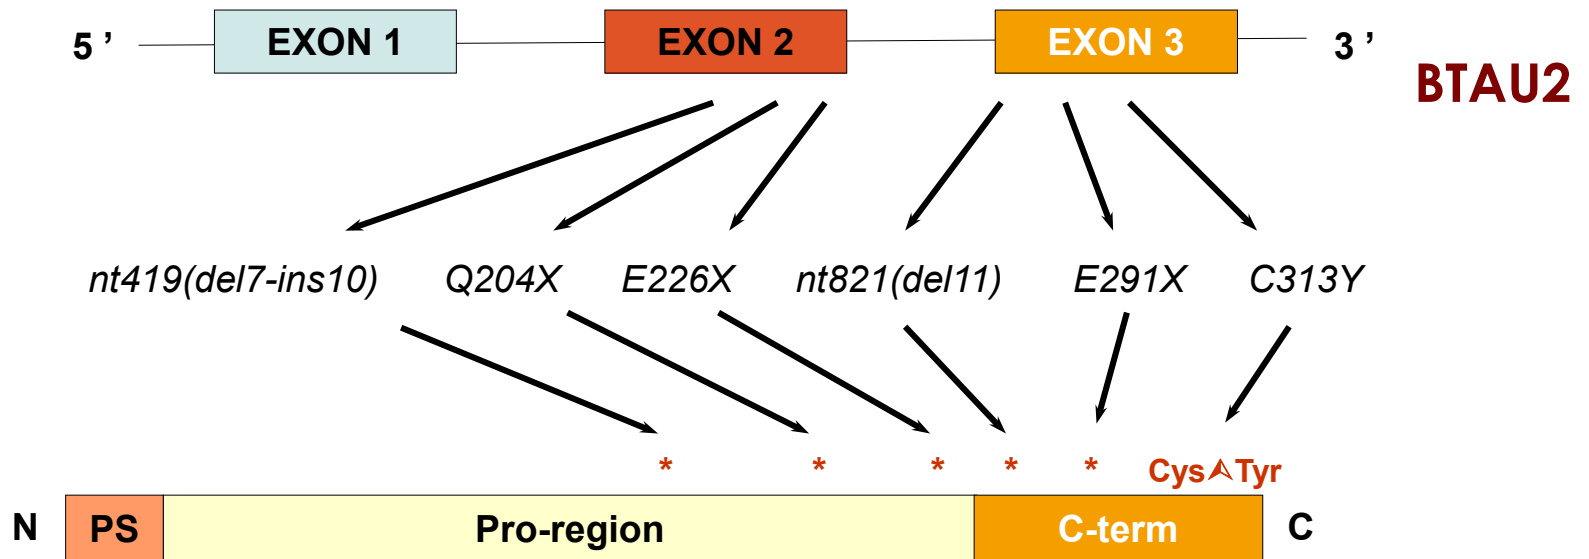 5 ’ EXON 1 EXON 2 EXON 3 3 ’
BTAU2
nt419(del7-ins10) Q204X E226X nt821(del11) E291X C313Y
* * * * * Cys Tyr
N PS Pro-region C-term C